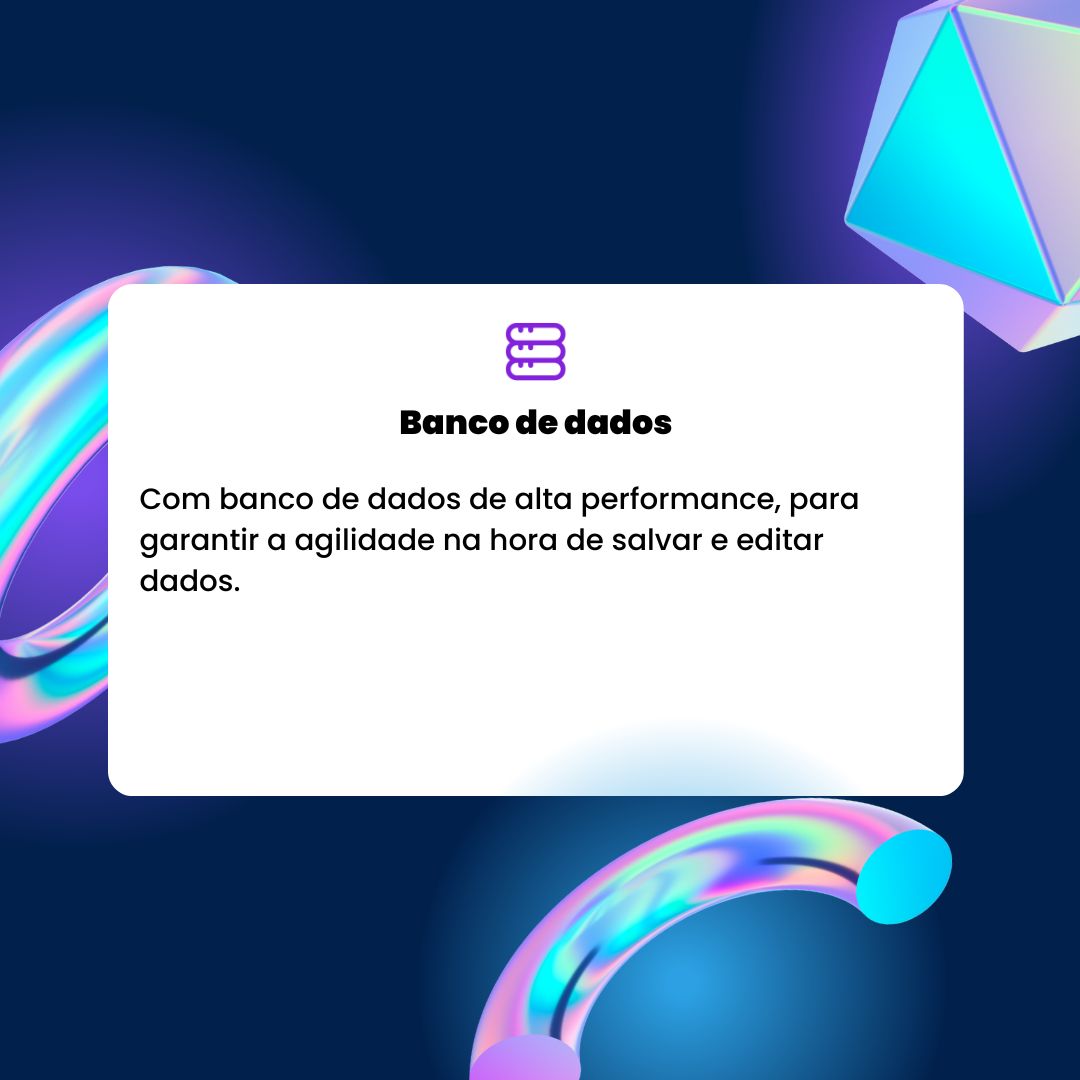 Banco de dados
Com banco de dados de alta performance, para
garantir a agilidade na hora de salvar e editar
dados.